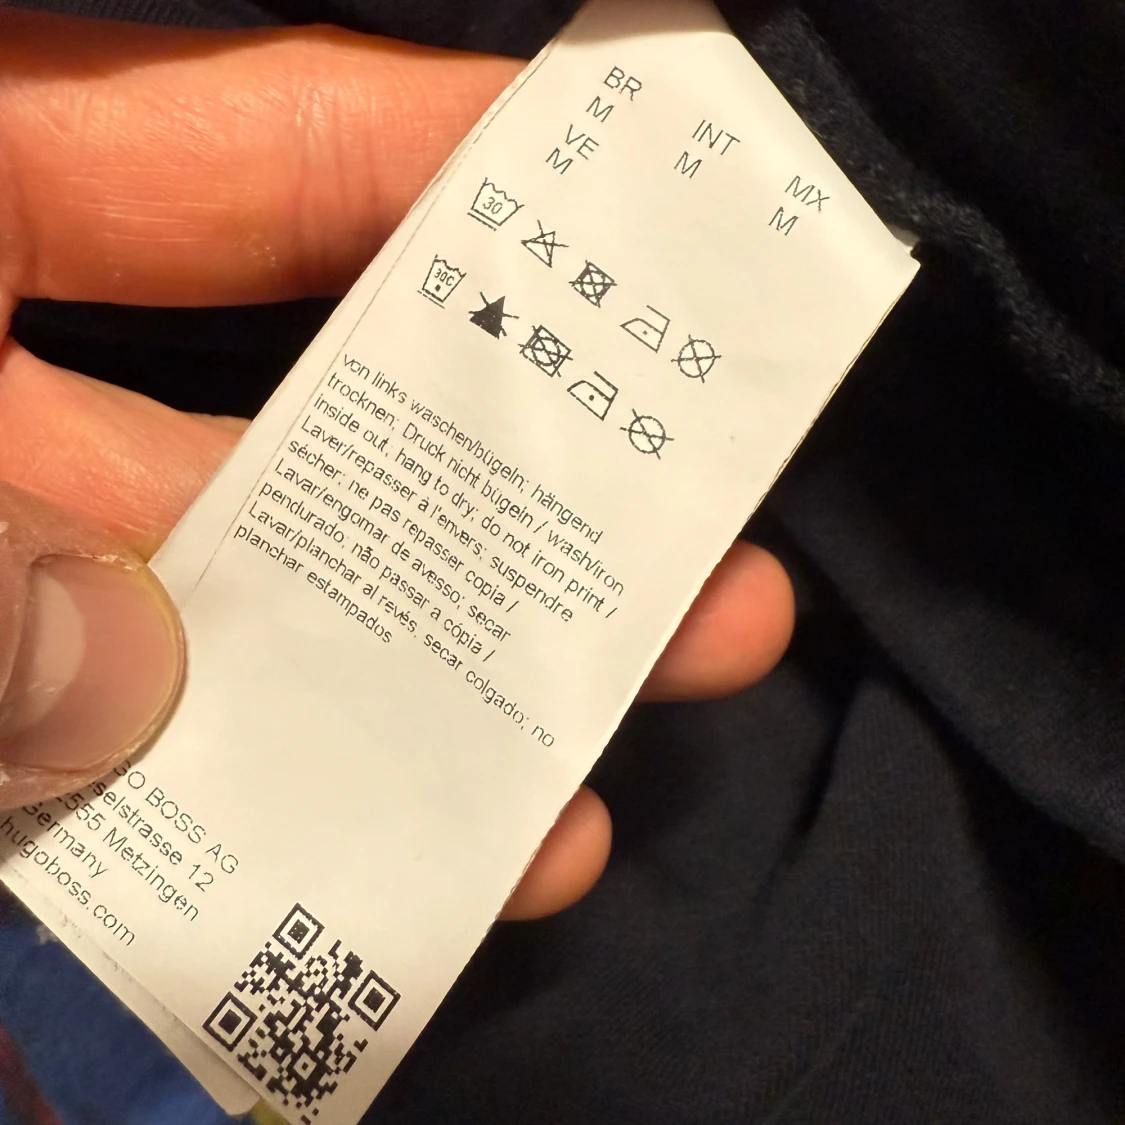 BR INT MX
M M M
VE
M
30
30C
von links waschen/bügeln; hängend
trocknen; Druck nicht bügeln / wash/iron
inside out, hang to dry; do not iron print /
Laver/repasser à l'envers; suspendre
sécher; ne pas repasser copia /
Lavar/engomar de avesso; secar
pendurado; não passar a cópia /
Lavar/planchar al revés, secar colgado; no
planchar estampados
BOSS AG
12
Metzingen
Germany
hugoboss.com